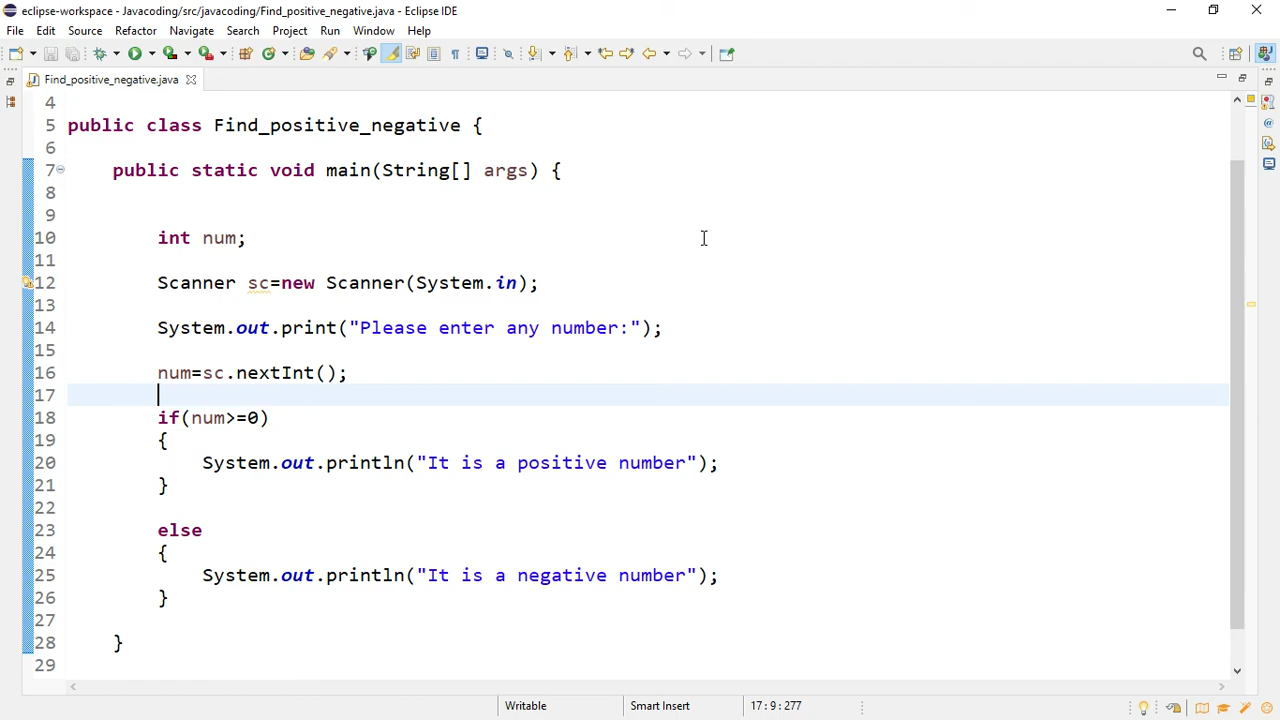 eclipse-workspace - Javacoding/src/javacoding/Find_positive_negative.java - Eclipse IDE
File Edit Source Refactor Navigate Search Project Run Window Help
Find_positive_negative.java
4
5 public class Find_positive_negative {
6
7 public static void main(String[] args) {
8
9
10 int num;
11
12 Scanner sc=new Scanner(System.in);
13
14 System.out.print("Please enter any number:");
15
16 num=sc.nextInt();
17
18 if(num>=0)
19 {
20 System.out.println("It is a positive number");
21 }
22
23 else
24 {
25 System.out.println("It is a negative number");
26 }
27
28 }
29
Writable Smart Insert 17 : 9 : 277